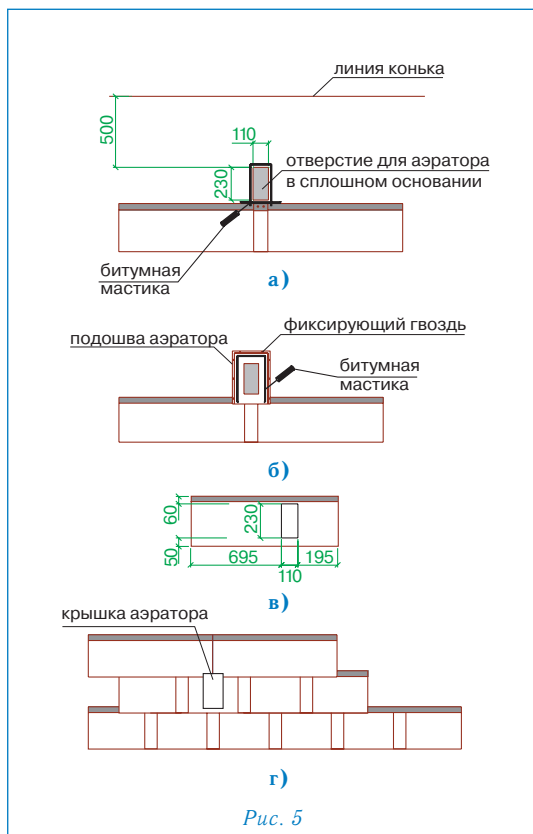 линия конька
500
110
230
отверстие для аэратора
в сплошном основании
битумная
мастика
а)
подошва аэратора
фиксирующий гвоздь
битумная
мастика
б)
60
50
230
695
195
110
в)
крышка аэратора
г)
Рис. 5